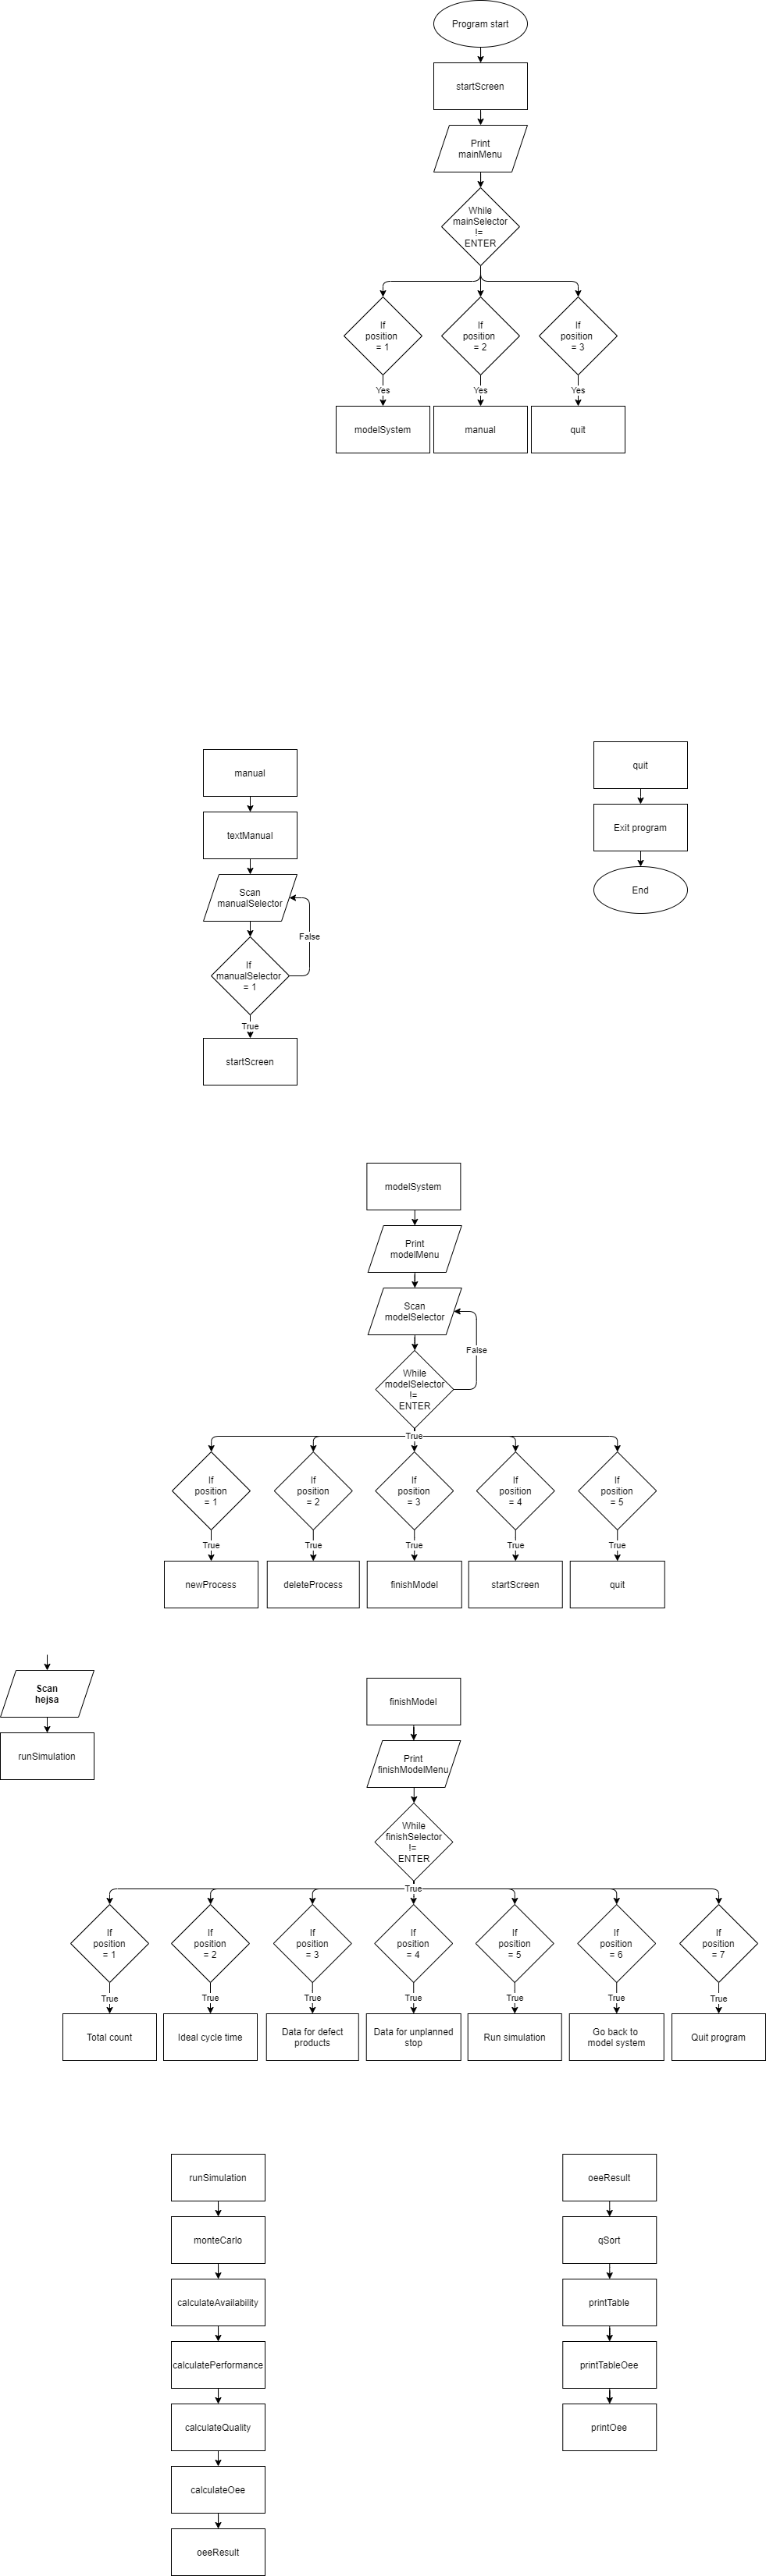 Program start
startScreen
Print
mainMenu
While
mainSelector
!=
ENTER
If
position
= 1
If
position
= 2
If
position
= 3
Yes
Yes
Yes
modelSystem
manual
quit
manual
textManual
Scan
manualSelector
False
If
manualSelector
= 1
True
startScreen
quit
Exit program
End
modelSystem
Print
modelMenu
Scan
modelSelector
False
While
modelSelector
!=
ENTER
True
If
position
= 1
If
position
= 2
If
position
= 3
If
position
= 4
If
position
= 5
True
True
True
True
True
newProcess
deleteProcess
finishModel
startScreen
quit
Scan
hejsa
runSimulation
finishModel
Print
finishModelMenu
While
finishSelector
!=
ENTER
True
If
position
= 1
If
position
= 2
If
position
= 3
If
position
= 4
If
position
= 5
If
position
= 6
If
position
= 7
True
True
True
True
True
True
True
Total count
Ideal cycle time
Data for defect
products
Data for unplanned
stop
Run simulation
Go back to
model system
Quit program
runSimulation
monteCarlo
calculateAvailability
calculatePerformance
calculateQuality
calculateOee
oeeResult
oeeResult
qSort
printTable
printTableOee
printOee